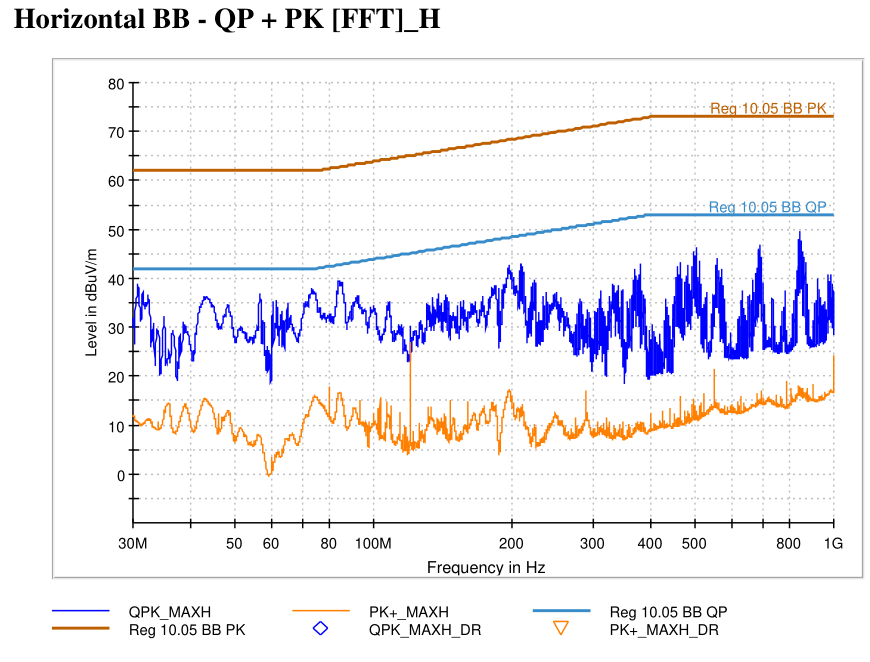 Horizontal BB - QP + PK [FFT]_H
80
Reg 10.05 BB PK
70
60
Reg 10.05 BB QP
50
40
30
20
10
0
Level in dBuV/m
30M 50 60 80 100M 200 300 400 500 800 1G
Frequency in Hz
QPK_MAXH PK+_MAXH Reg 10.05 BB QP
Reg 10.05 BB PK QPK_MAXH_DR PK+_MAXH_DR